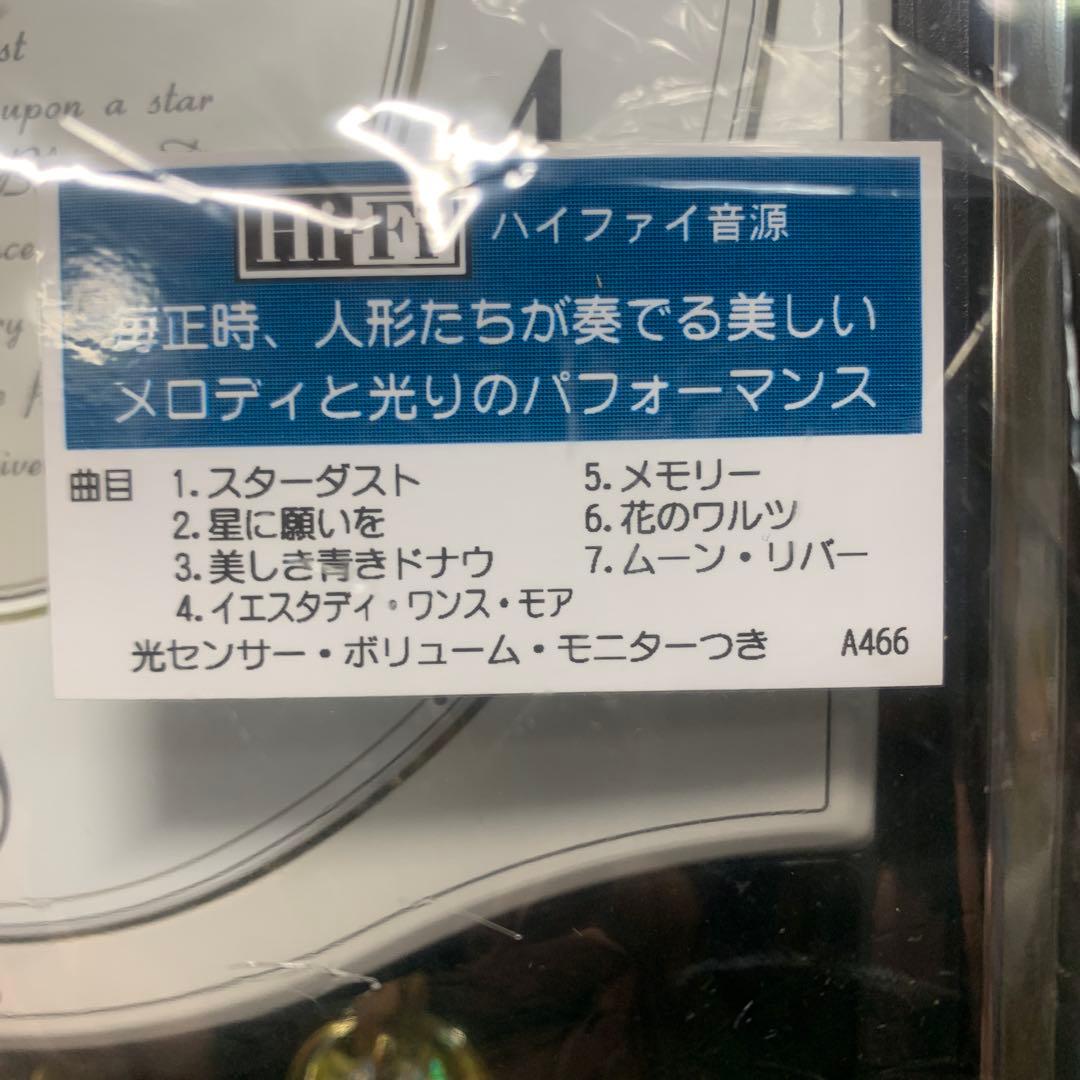 st
upon a star
4
Hi-Fi ハイファイ音源
毎正時、人形たちが奏でる美しい
メロディと光りのパフォーマンス
曲目 1.スターダスト
2.星に願いを
3.美しき青きドナウ
4.イエスタデイ・ワンス・モア
5.メモリー
6.花のワルツ
7.ムーン・リバー
光センサー・ボリューム・モニターつき A466